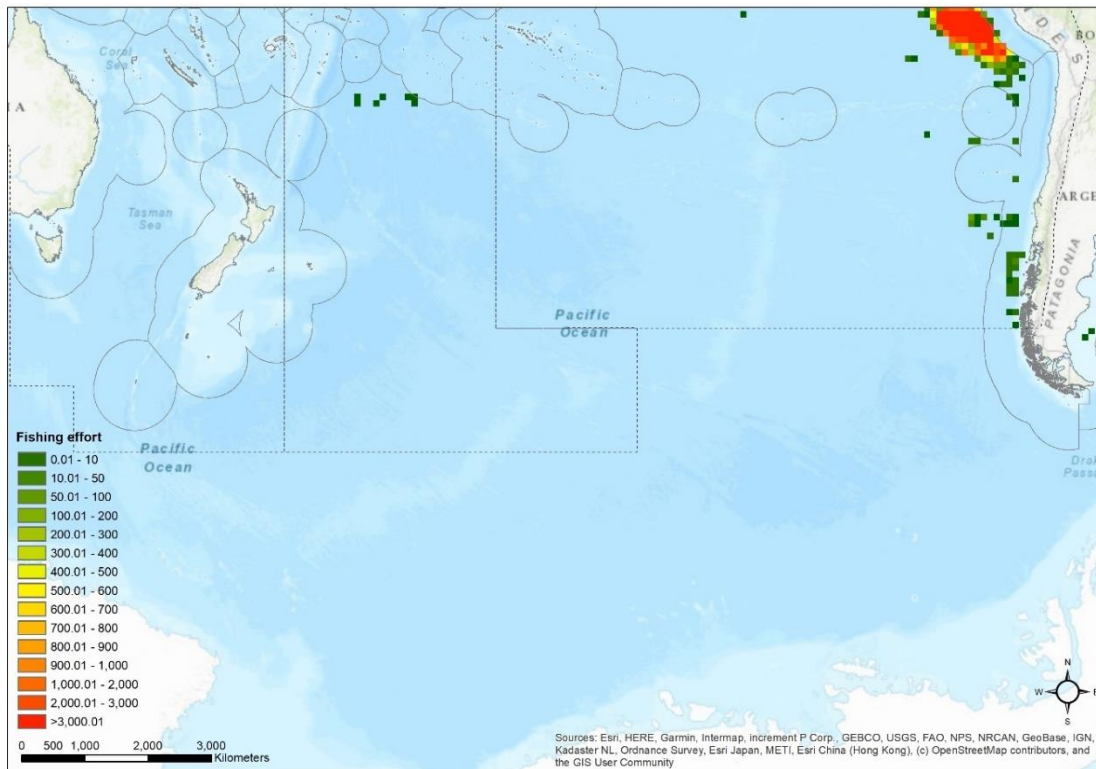 Coral
Sea
NDES
BO
A
Tasman
Sea
ARGE
PATAGONIA
Pacific
Ocean
Fishing effort
Pacific
Ocean
Drak
Passa
0.01 - 10
10.01 - 50
50.01 - 100
100.01 - 200
200.01 - 300
300.01 - 400
400.01 - 500
500.01 - 600
600.01 - 700
700.01 - 800
800.01 - 900
900.01 - 1,000
1,000.01 - 2,000
2,000.01 - 3,000
>3,000.01
N
W
E
S
0 500 1,000 2,000 3,000
Kilometers
Sources: Esri, HERE, Garmin, Intermap, increment P Corp., GEBCO, USGS, FAO, NPS, NRCAN, GeoBase, IGN,
Kadaster NL, Ordnance Survey, Esri Japan, METI, Esri China (Hong Kong), (c) OpenStreetMap contributors, and
the GIS User Community